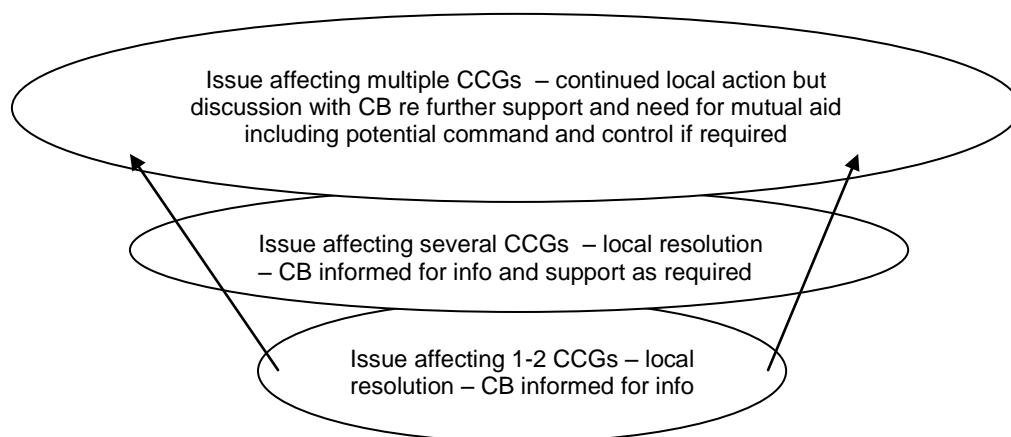 Issue affecting multiple CCGs – continued local action but
discussion with CB re further support and need for mutual aid
including potential command and control if required
Issue affecting several CCGs – local resolution
– CB informed for info and support as required
Issue affecting 1-2 CCGs – local
resolution – CB informed for info